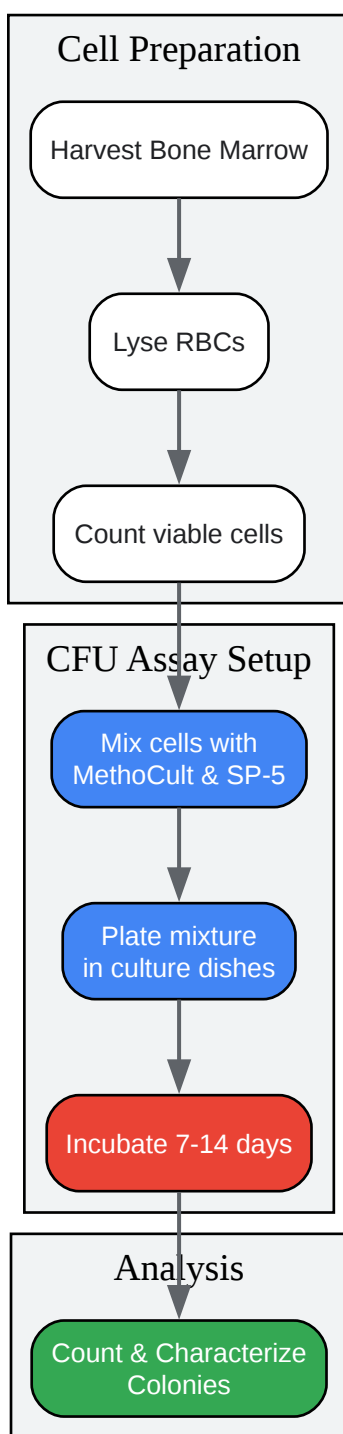 Cell Preparation
Harvest Bone Marrow
Lyse RBCs
Count viable cells
CFU Assay Setup
Mix cells with
MethoCult & SP-5
Plate mixture
in culture dishes
Incubate 7-14 days
Analysis
Count & Characterize
Colonies